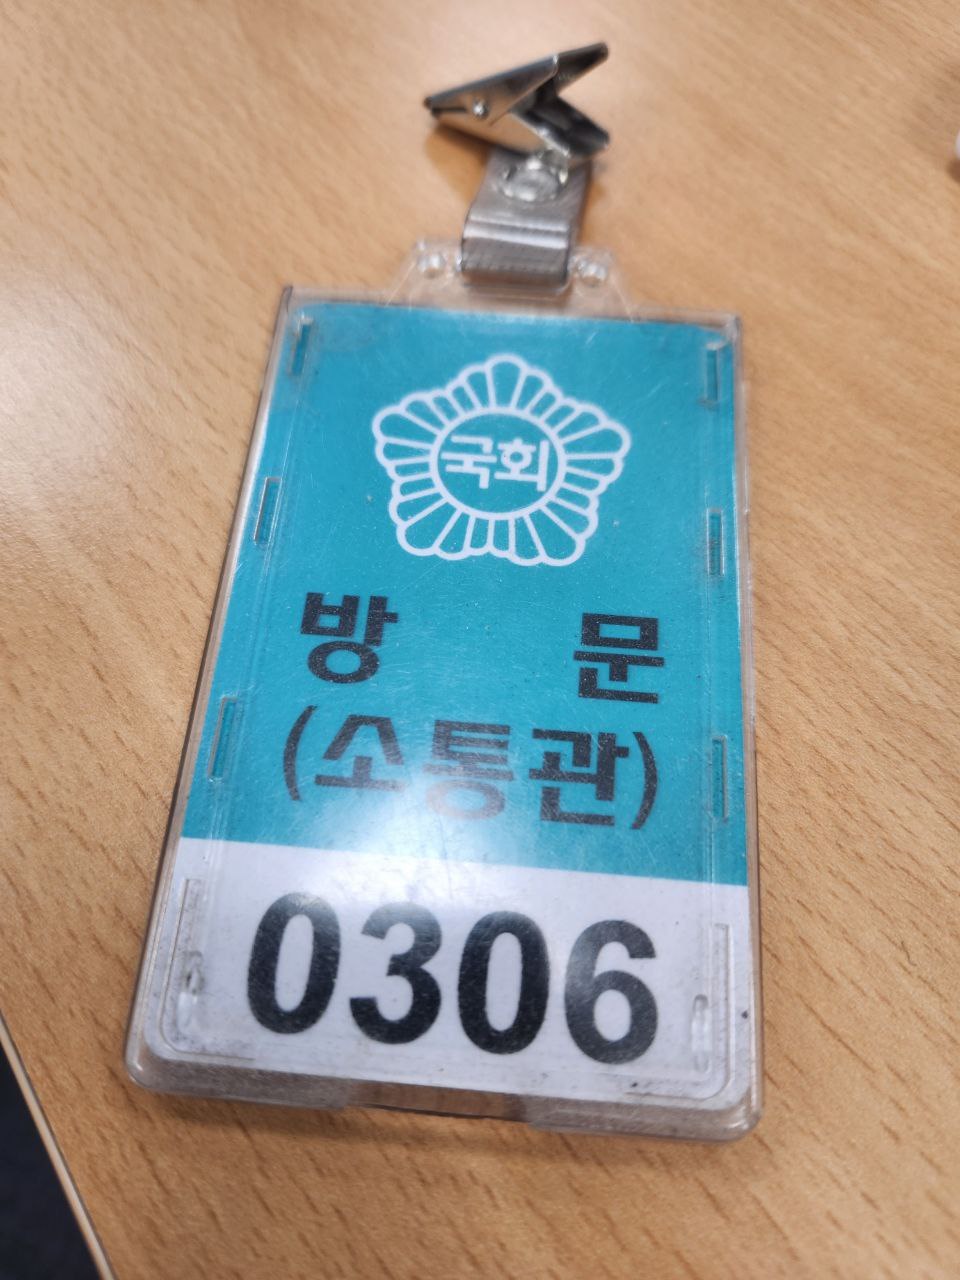 국회
방 문
(소통관)
0306